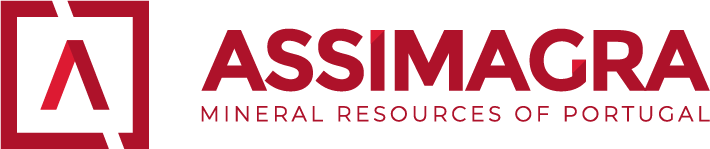 ASSIMAGRA
MINERAL RESOURCES OF PORTUGAL